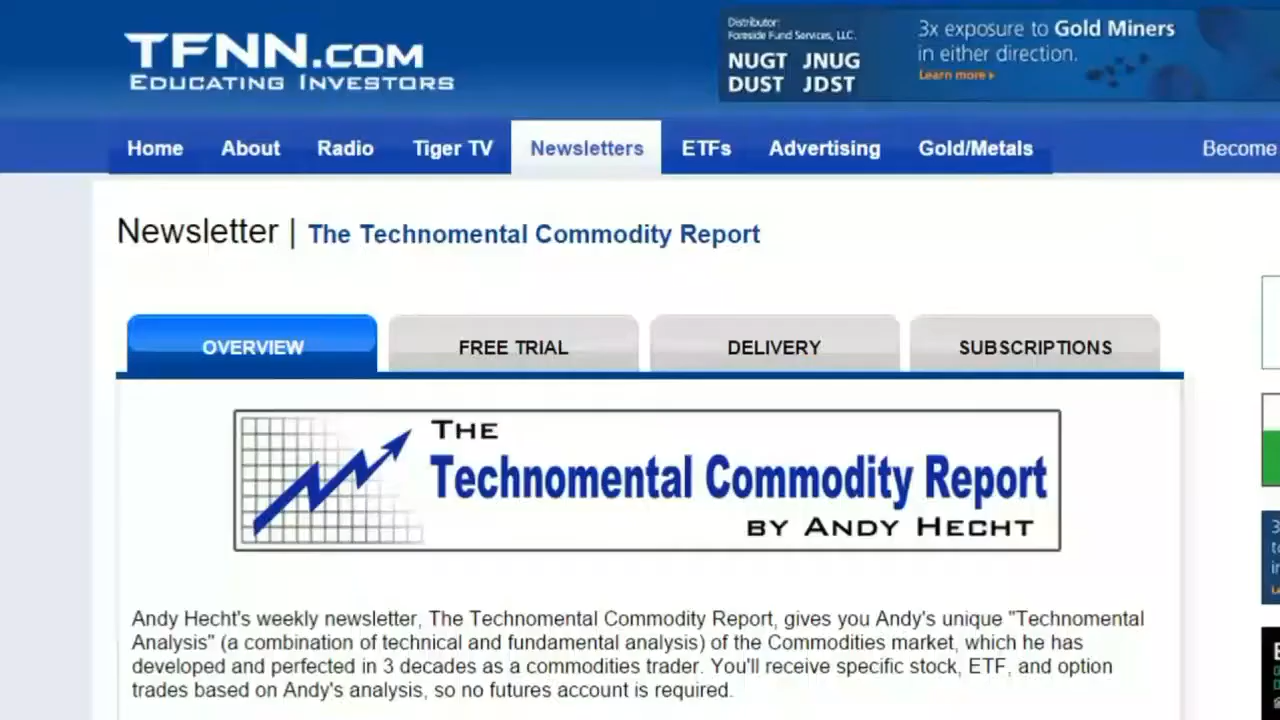 TFNN.com
Educating Investors
Distributor:
Foreside Fund Services, LLC.
NUGT JNUG
DUST JDST
3x exposure to Gold Miners
in either direction.
Learn more
Home About Radio Tiger TV Newsletters ETFs Advertising Gold/Metals Become
Newsletter | The Technomental Commodity Report
OVERVIEW FREE TRIAL DELIVERY SUBSCRIPTIONS
The
Technomental Commodity Report
by Andy Hecht
Andy Hecht's weekly newsletter, The Technomental Commodity Report, gives you Andy's unique "Technomental
Analysis" (a combination of technical and fundamental analysis) of the Commodities market, which he has
developed and perfected in 3 decades as a commodities trader. You'll receive specific stock, ETF, and option
trades based on Andy's analysis, so no futures account is required.